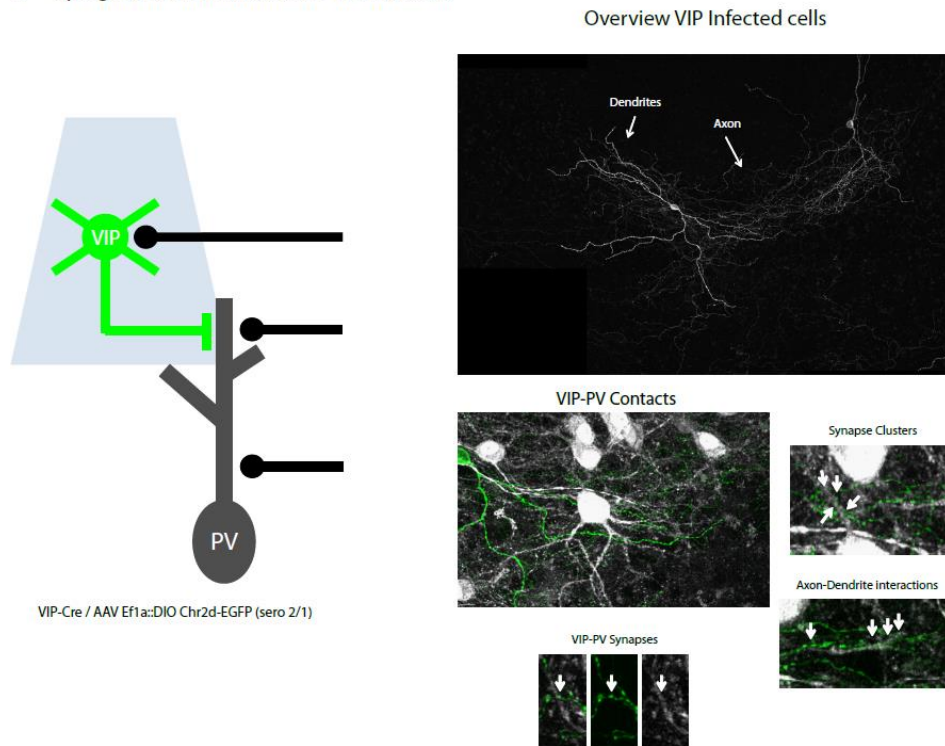 Overview VIP Infected cells
Dendrites
Axon
VIP
PV
VIP-Cre / AAV Ef1a::DIO Chr2d-EGFP (sero 2/1)
VIP-PV Contacts
Synapse Clusters
Axon-Dendrite interactions
VIP-PV Synapses